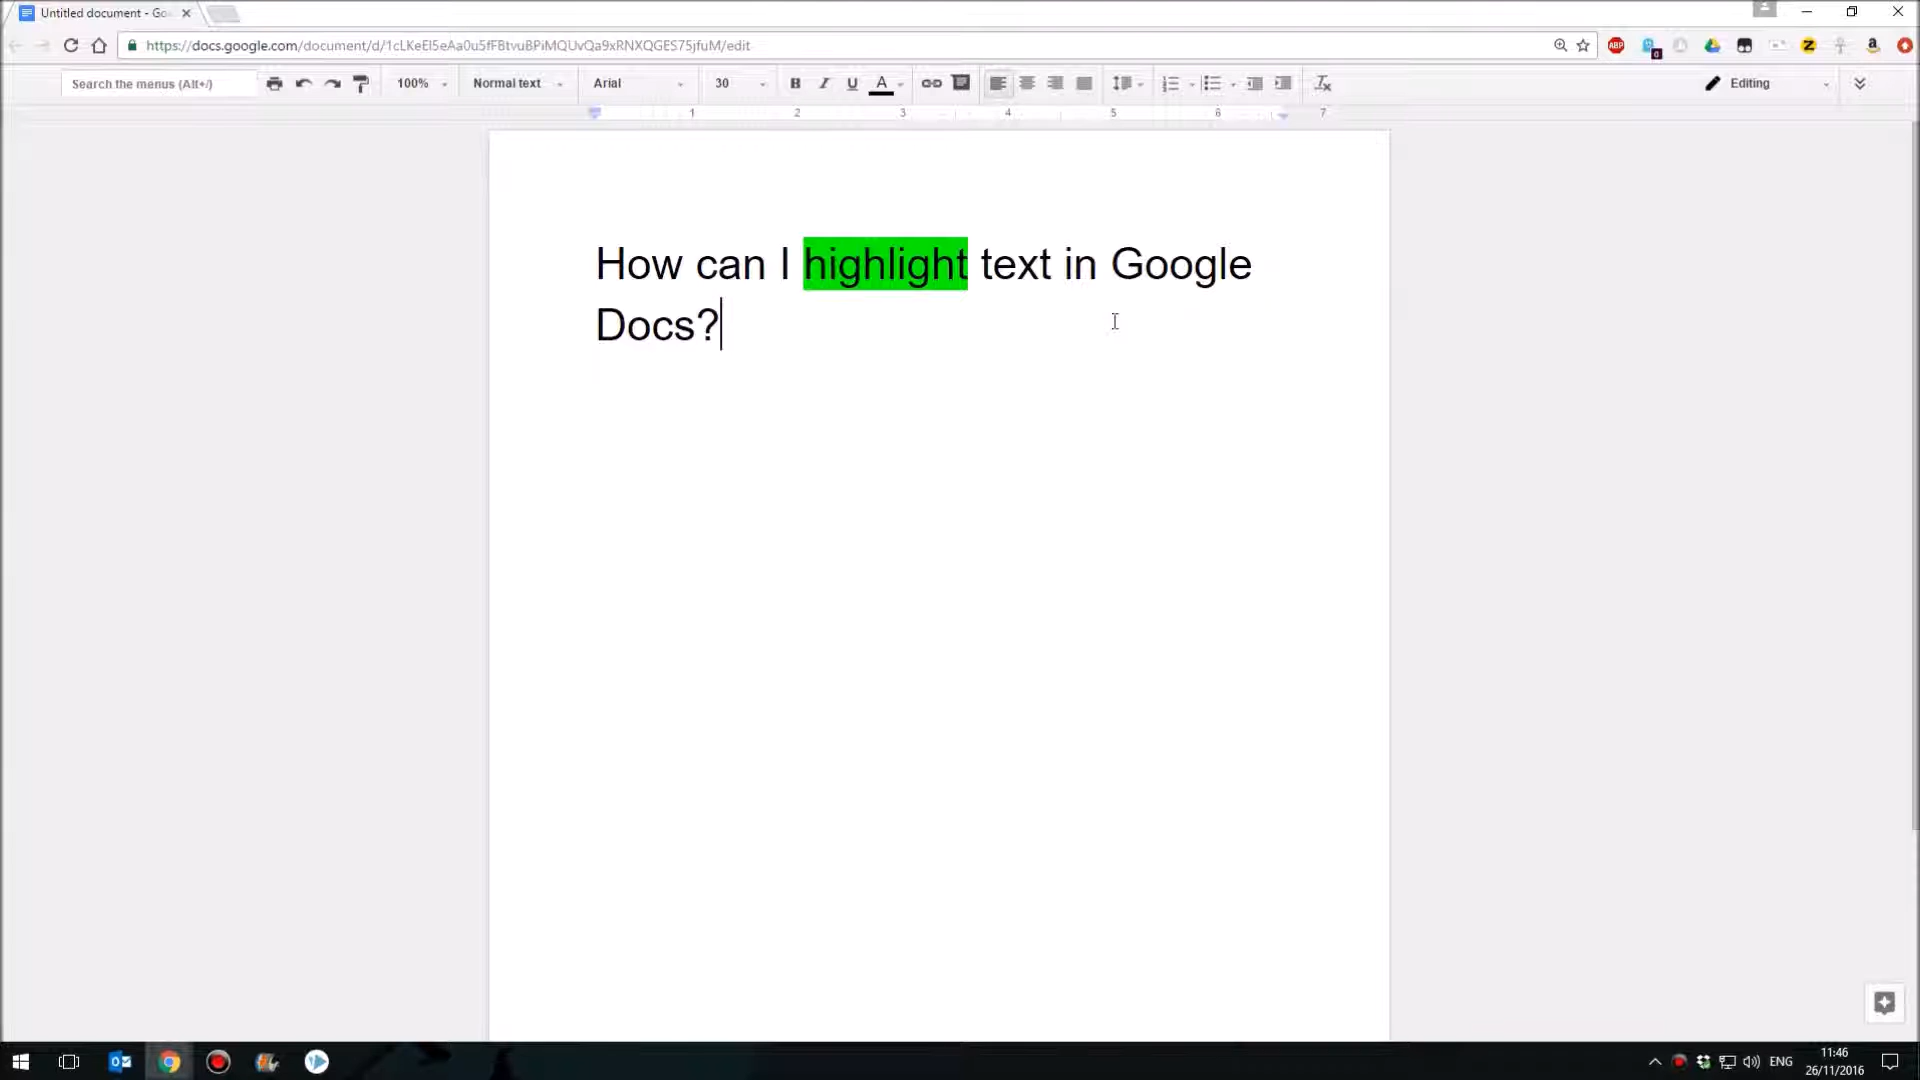 Untitled document - Go
https://docs.google.com/document/d/1cLKeEl5eAa0u5fFBtvuBPiMQUvQa9xRNXQGES75jfuM/edit
Search the menus (Alt+/) 100% Normal text Arial 30 B I U A Editing
1 2 3 4 5 6 7
How can I highlight text in Google
Docs?
ENG
11:46
26/11/2016